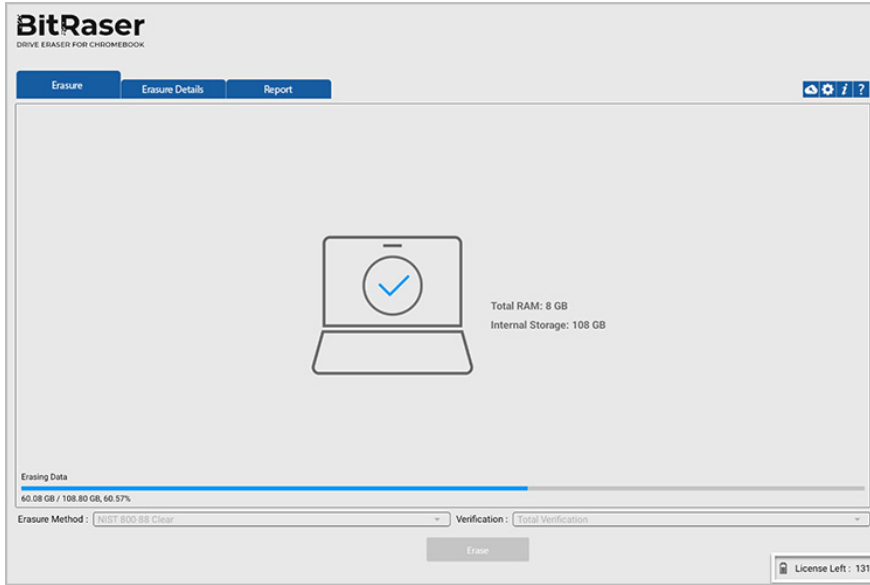 BitRaser
DRIVE ERASER FOR CHROMEBOOK
Erasure Erasure Details Report i ?
Total RAM: 8 GB
Internal Storage: 108 GB
Erasing Data
60.08 GB / 108.80 GB, 60.57%
Erasure Method : NIST 800-88 Clear Verification : Total Verification
Erase
License Left : 131